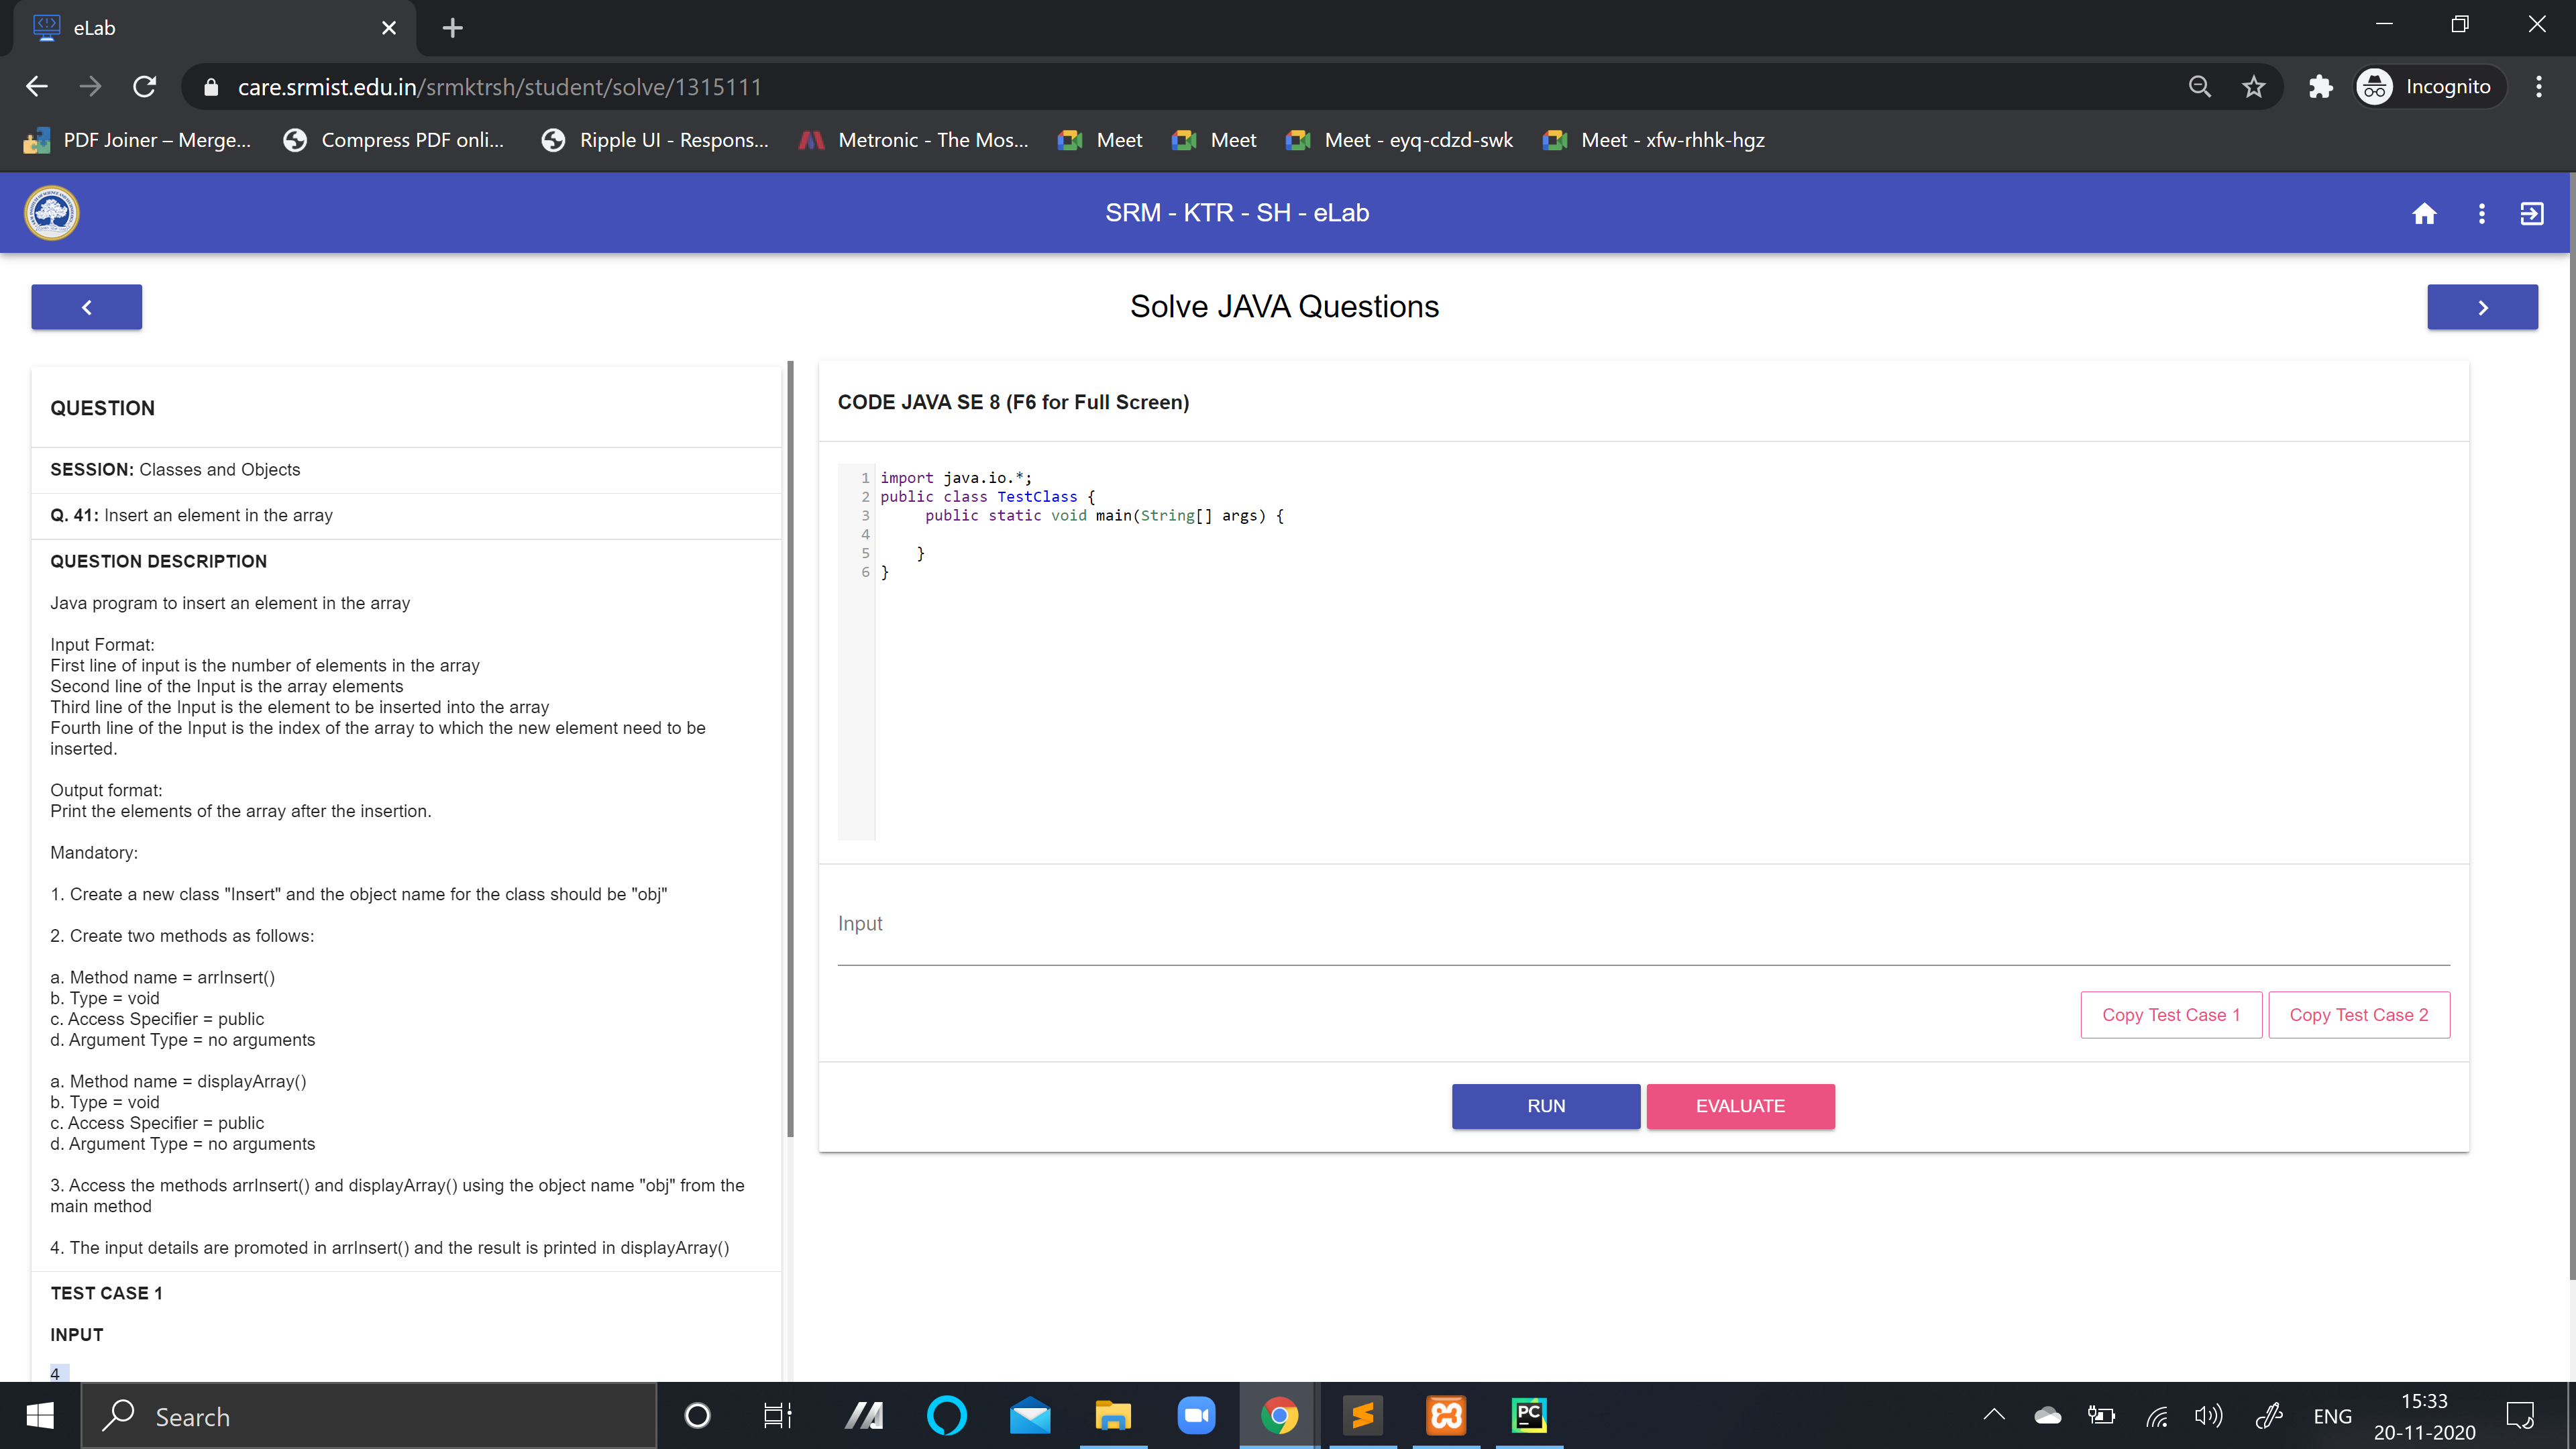 eLab
care.srmist.edu.in/srmktrsh/student/solve/1315111
Incognito
PDF Joiner – Merge...
Compress PDF onli...
Ripple UI - Respons...
Metronic - The Mos...
Meet
Meet
Meet - eyq-cdzd-swk
Meet - xfw-rhhk-hgz
SRM - KTR - SH - eLab
Solve JAVA Questions
QUESTION
SESSION: Classes and Objects
Q. 41: Insert an element in the array
QUESTION DESCRIPTION
Java program to insert an element in the array
Input Format:
First line of input is the number of elements in the array
Second line of the Input is the array elements
Third line of the Input is the element to be inserted into the array
Fourth line of the Input is the index of the array to which the new element need to be
inserted.
Output format:
Print the elements of the array after the insertion.
Mandatory:
1. Create a new class "Insert" and the object name for the class should be "obj"
2. Create two methods as follows:
a. Method name = arrInsert()
b. Type = void
c. Access Specifier = public
d. Argument Type = no arguments
a. Method name = displayArray()
b. Type = void
c. Access Specifier = public
d. Argument Type = no arguments
3. Access the methods arrInsert() and displayArray() using the object name "obj" from the
main method
4. The input details are promoted in arrInsert() and the result is printed in displayArray()
TEST CASE 1
INPUT
4
CODE JAVA SE 8 (F6 for Full Screen)
1 import java.io.*;
2 public class TestClass {
3 public static void main(String[] args) {
4
5 }
6 }
Input
Copy Test Case 1
Copy Test Case 2
RUN
EVALUATE
Search
PC
ENG
15:33
20-11-2020